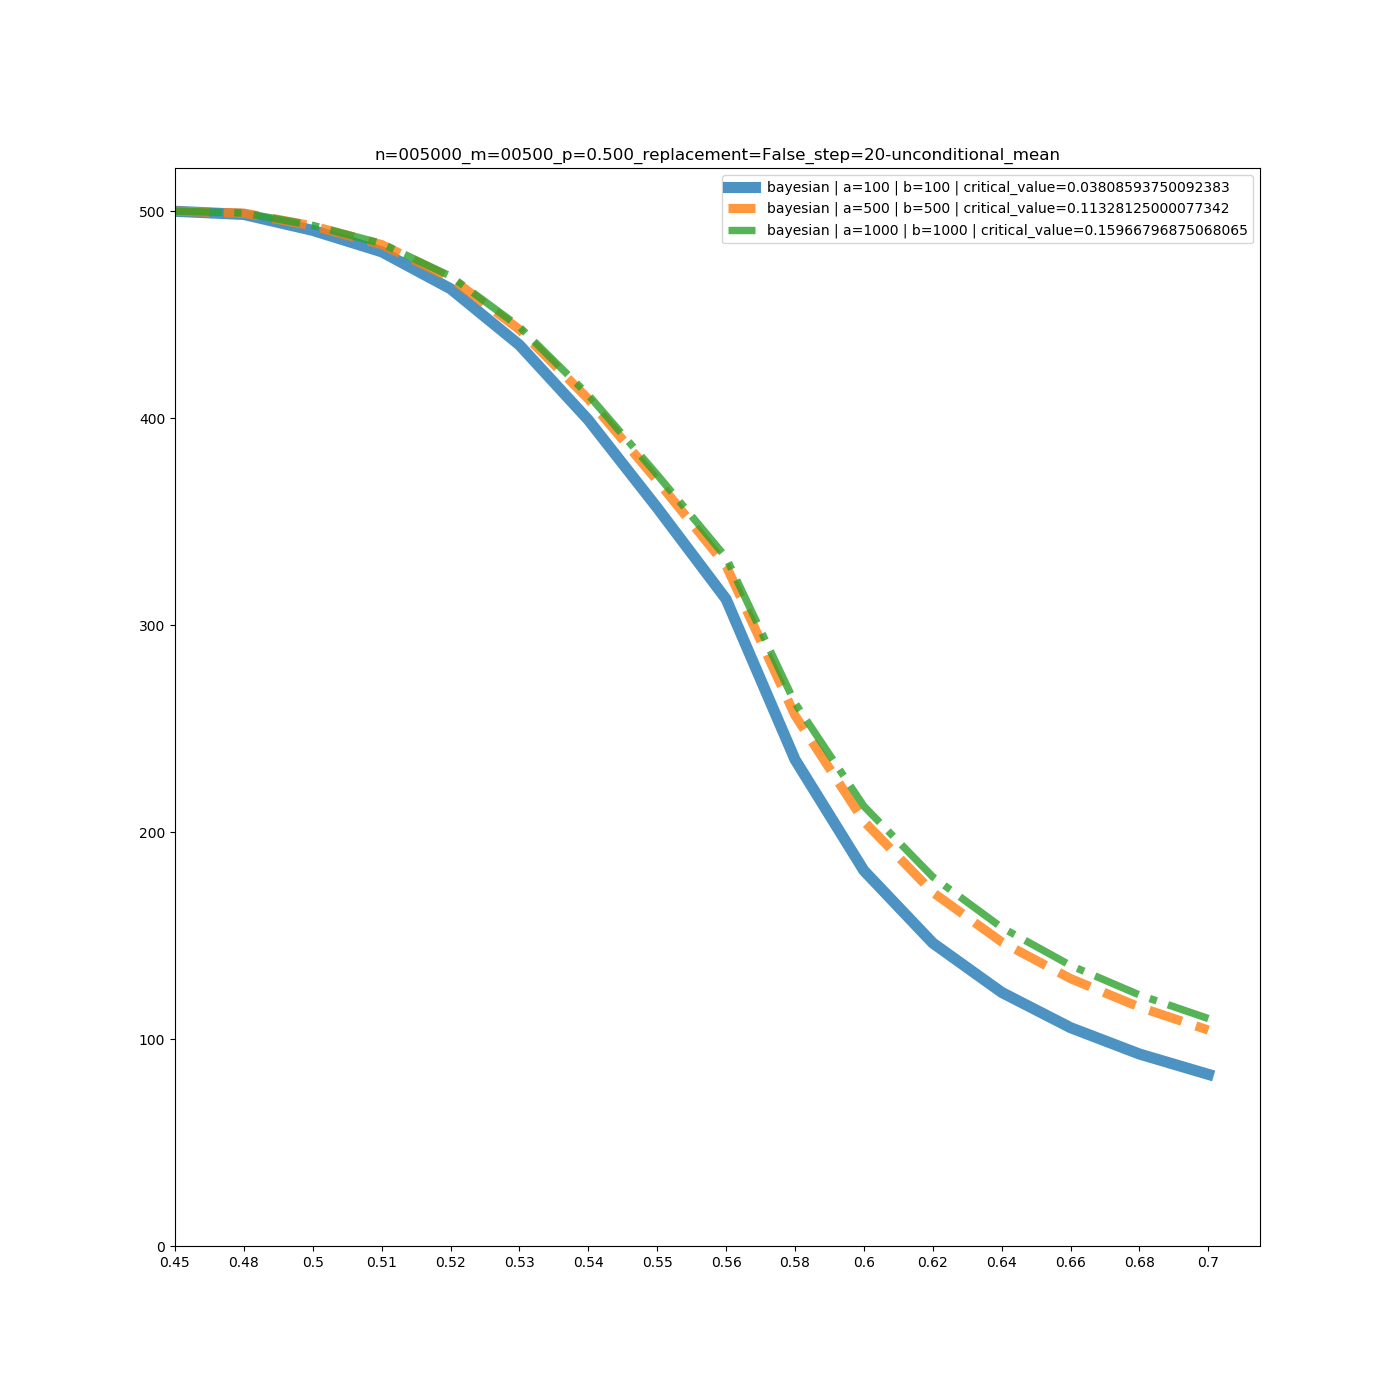 n=005000_m=00500_p=0.500_replacement=False_step=20-unconditional_mean
bayesian | a=100 | b=100 | critical_value=0.03808593750092383
bayesian | a=500 | b=500 | critical_value=0.11328125000077342
bayesian | a=1000 | b=1000 | critical_value=0.15966796875068065
500
400
300
200
100
0
0.45 0.48 0.5 0.51 0.52 0.53 0.54 0.55 0.56 0.58 0.6 0.62 0.64 0.66 0.68 0.7